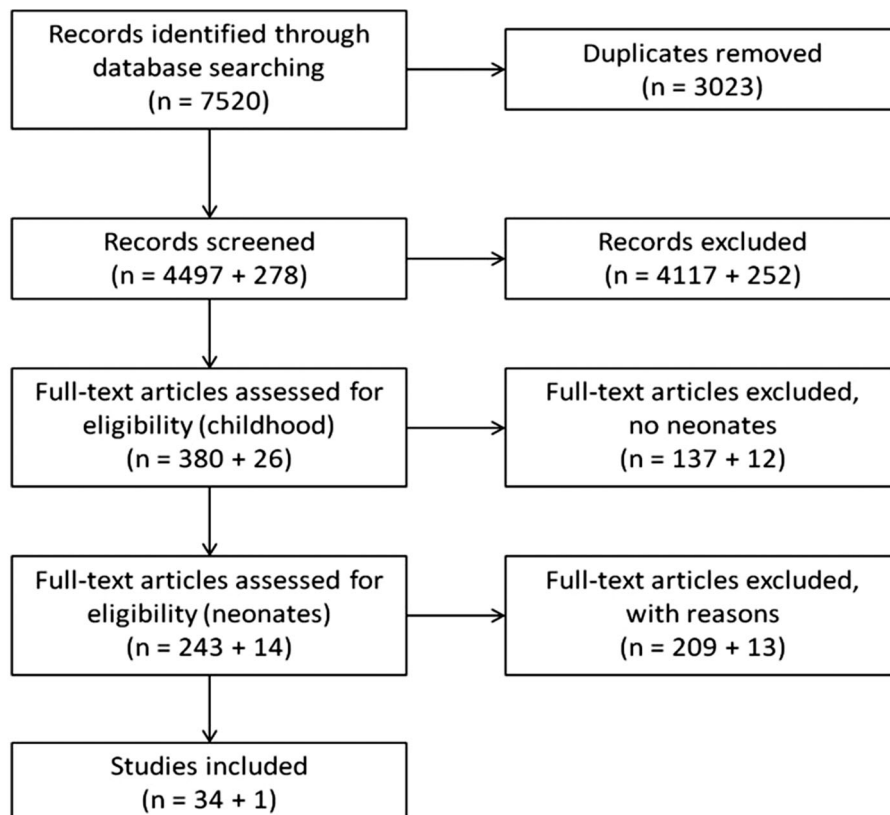 Records identified through
database searching
(n = 7520)
Duplicates removed
(n = 3023)
Records screened
(n = 4497 + 278)
Records excluded
(n = 4117 + 252)
Full-text articles assessed for
eligibility (childhood)
(n = 380 + 26)
Full-text articles excluded,
no neonates
(n = 137 + 12)
Full-text articles assessed for
eligibility (neonates)
(n = 243 + 14)
Full-text articles excluded,
with reasons
(n = 209 + 13)
Studies included
(n = 34 + 1)